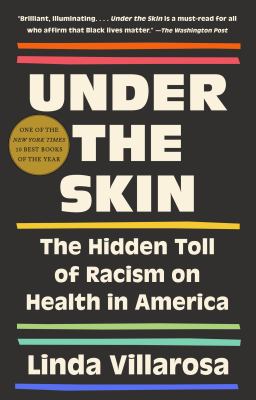 "Brilliant, illuminating. . . . Under the Skin is a must-read for all
who affirm that Black lives matter." —The Washington Post
UNDER
THE
SKIN
ONE OF THE
NEW YORK TIMES
10 BEST BOOKS
OF THE YEAR
The Hidden Toll
of Racism on
Health in America
Linda Villarosa